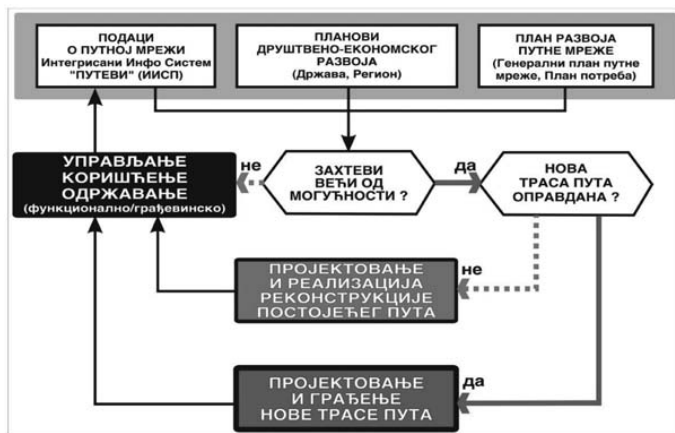 ПОДАЦИ
О ПУТНОЈ МРЕЖИ
Интегрисани Инфо Систем
"ПУТЕВИ" (ИИСП)
ПЛАНОВИ
ДРУШТВЕНО-ЕКОНОМСКОГ
РАЗВОЈА
(Држава, Регион)
ПЛАН РАЗВОЈА
ПУТНЕ МРЕЖЕ
(Генерални план путне
мреже, План потреба)
УПРАВЉАЊЕ
КОРИШЋЕЊЕ
ОДРЖАВАЊЕ
(функционално/грађевинско)
не
ЗАХТЕВИ
ВЕЋИ ОД
МОГУЋНОСТИ ?
да
НОВА
ТРАСА ПУТА
ОПРАВДАНА ?
ПРОЈЕКТОВАЊЕ
И РЕАЛИЗАЦИЈА
РЕКОНСТРУКЦИЈЕ
ПОСТОЈЕЋЕГ ПУТА
не
ПРОЈЕКТОВАЊЕ
И ГРАЂЕЊЕ
НОВЕ ТРАСЕ ПУТА
да